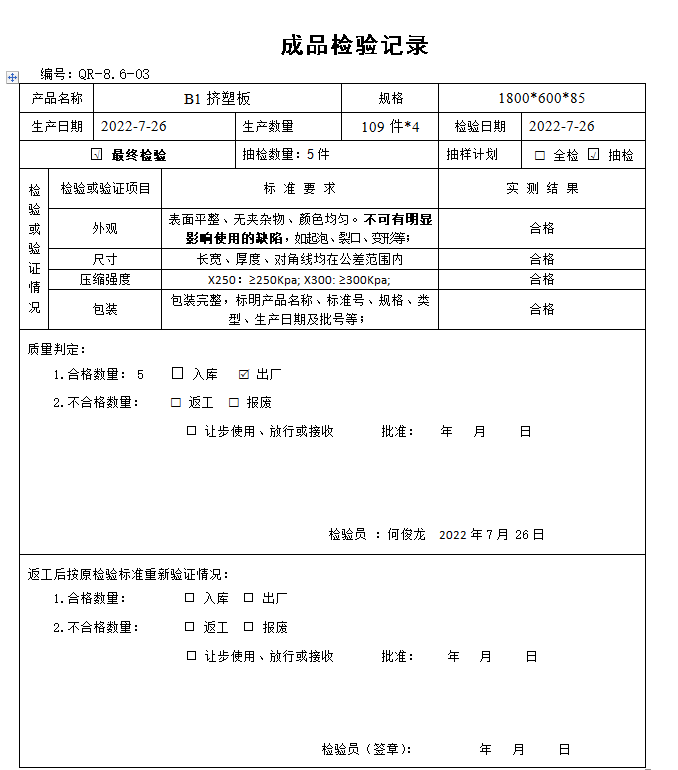 成品检验记录
编号：QR-8.6-03
产品名称 B1 挤塑板 规格 1800*600*85
生产日期 2022-7-26 生产数量 109 件*4 检验日期 2022-7-26
☑ 最终检验 抽检数量：5 件 抽样计划 □ 全检 ☑ 抽检
检验或验证情况
检验或验证项目 标 准 要 求 实 测 结 果
外观 表面平整、无夹杂物、颜色均匀。不可有明显
影响使用的缺陷，如起泡、裂口、变形等； 合格
尺寸 长宽、厚度、对角线均在公差范围内 合格
压缩强度 X250：≥250Kpa; X300: ≥300Kpa; 合格
包装 包装完整，标明产品名称、标准号、规格、类
型、生产日期及批号等； 合格
质量判定：
1.合格数量： 5 □ 入库 ☑ 出厂
2.不合格数量： □ 返工 □ 报废
□ 让步使用、放行或接收 批准： 年 月 日
检验员 ：何俊龙 2022 年 7 月 26 日
返工后按原检验标准重新验证情况：
1.合格数量： □ 入库 □ 出厂
2.不合格数量： □ 返工 □ 报废
□ 让步使用、放行或接收 批准： 年 月 日
检验员（签章）： 年 月 日